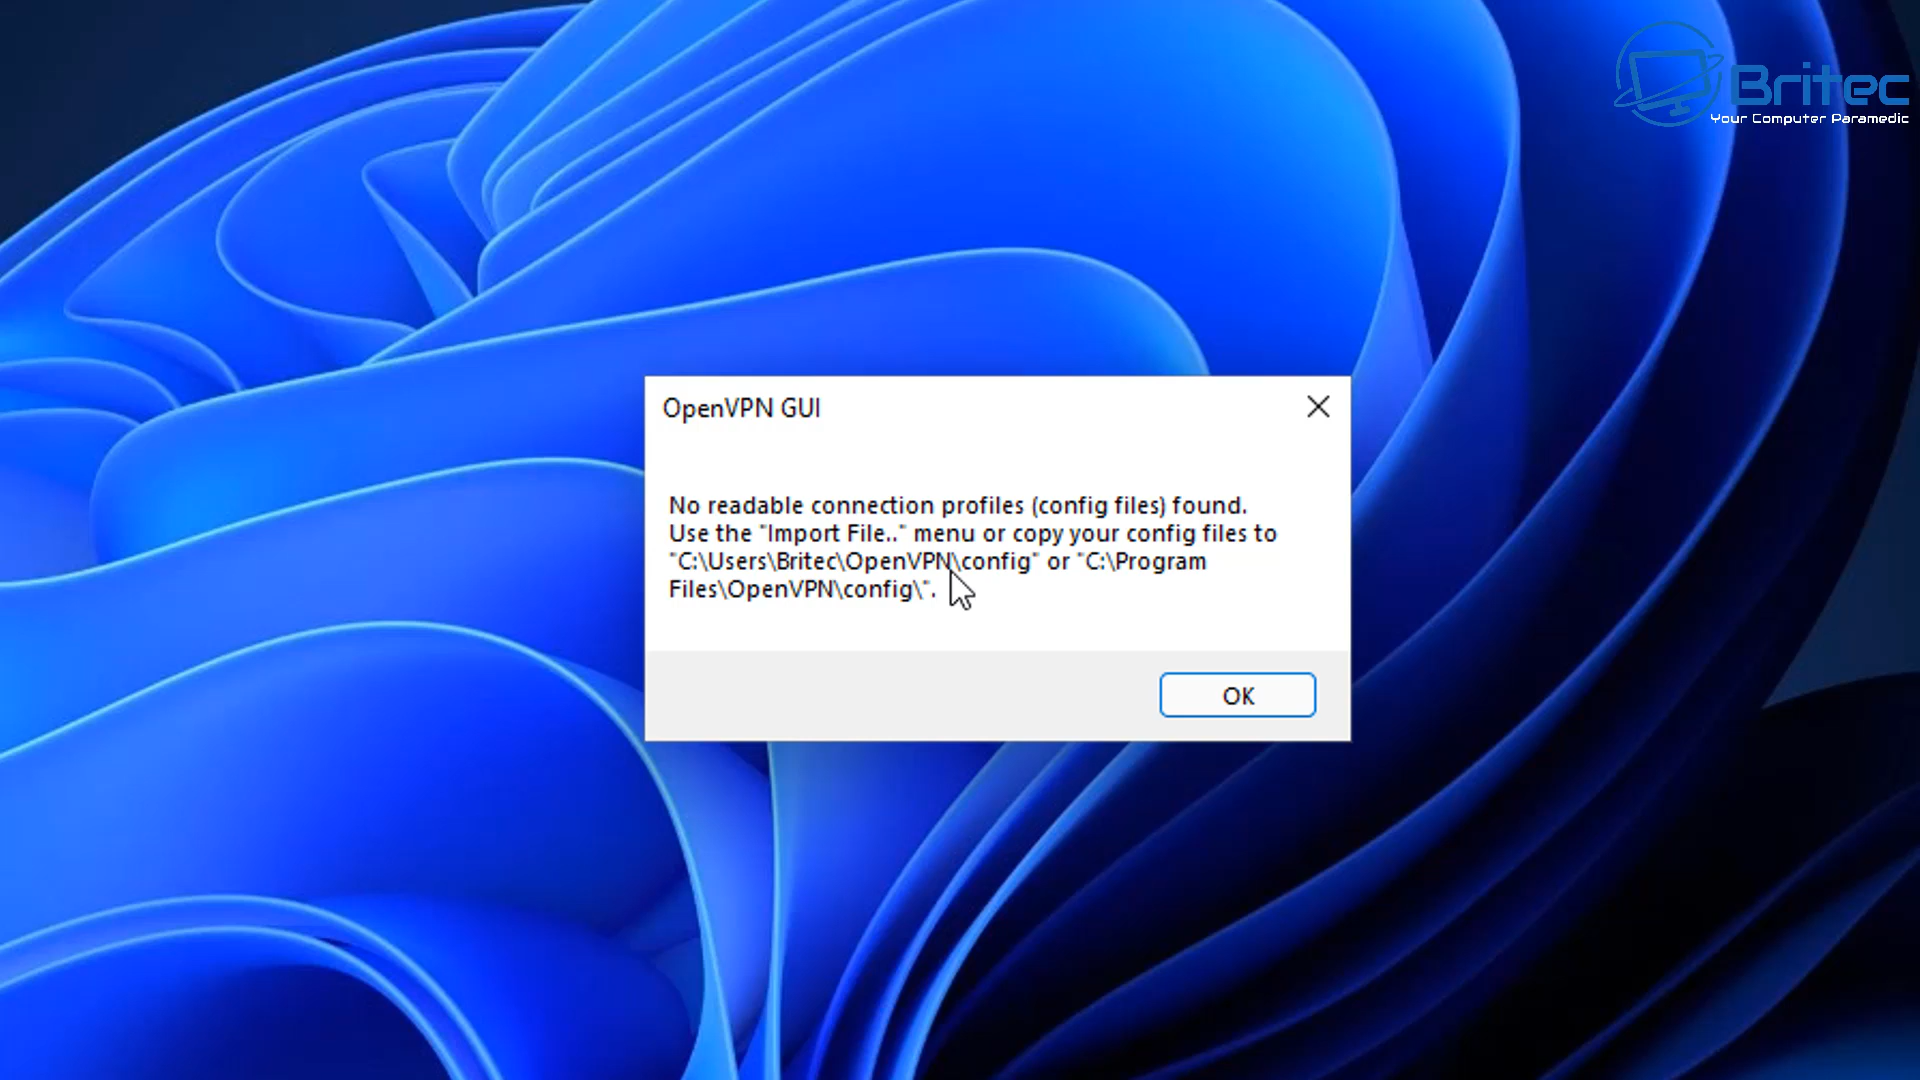 Britec
Your Computer Paramedic
OpenVPN GUI
No readable connection profiles (config files) found.
Use the "Import File.." menu or copy your config files to
"C:\Users\Britec\OpenVPN\config" or "C:\Program
Files\OpenVPN\config\".
OK